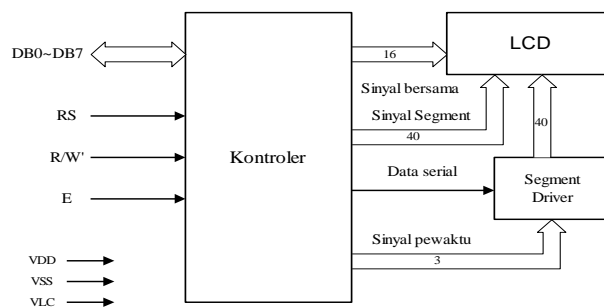 DB0~DB7
RS
R/W'
E
VDD
VSS
VLC
Kontroler
16
Sinyal bersama
Sinyal Segment
40
Data serial
Sinyal pewaktu
3
LCD
40
Segment
Driver